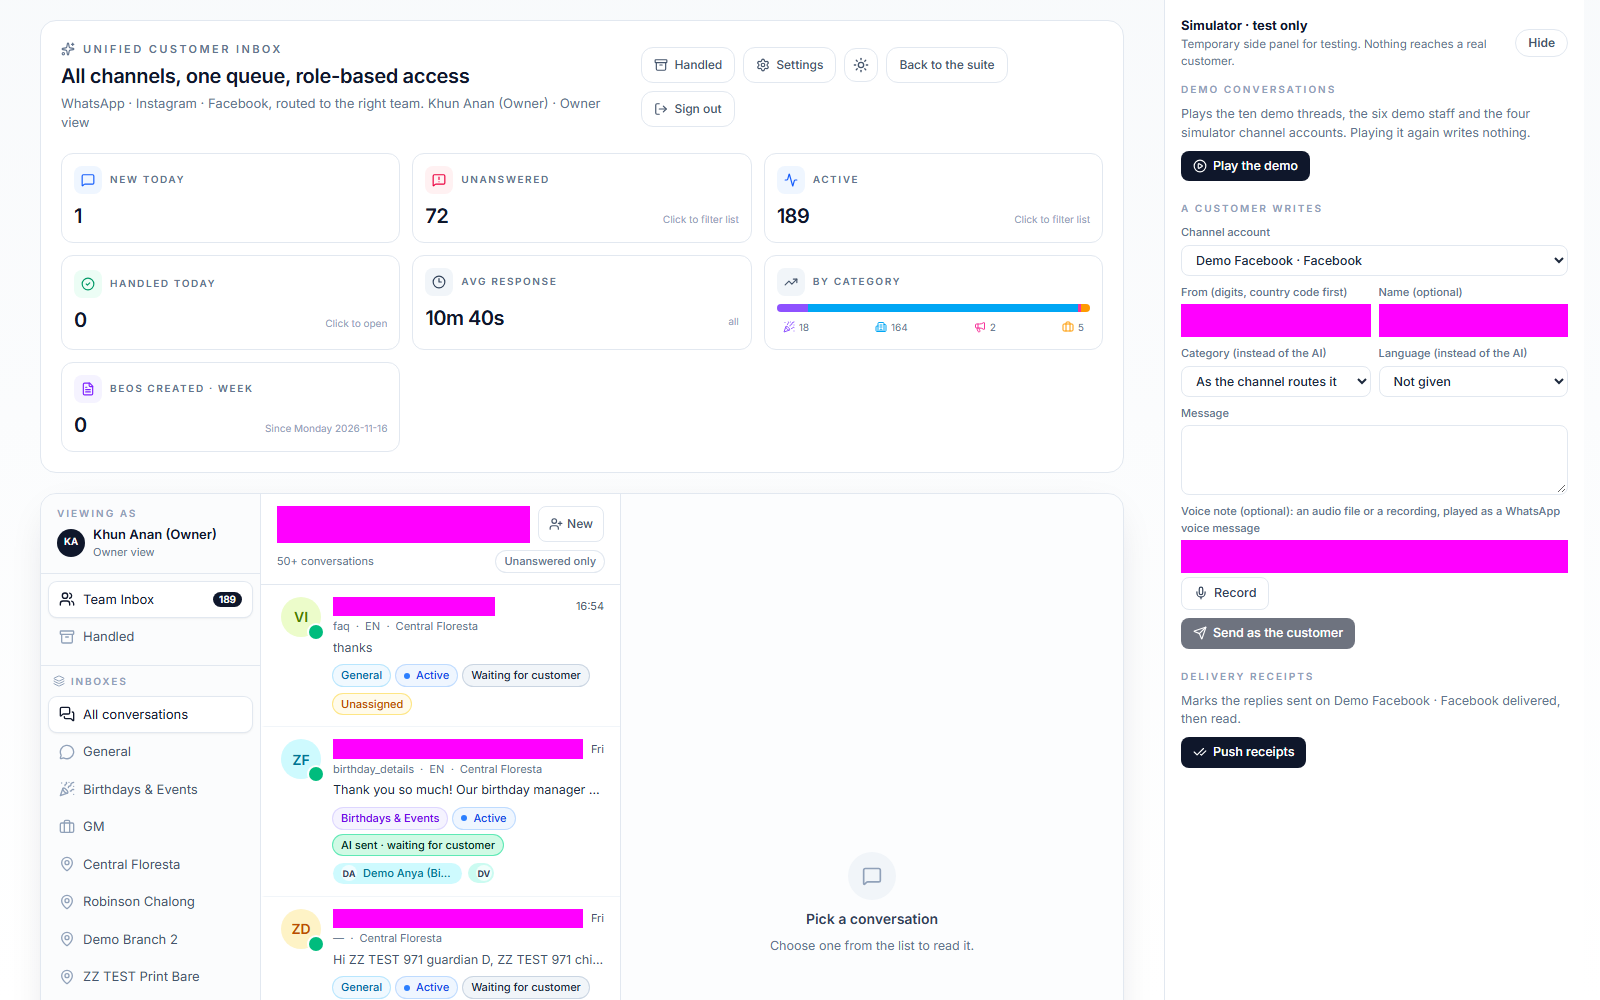 UNIFIED CUSTOMER INBOX
All channels, one queue, role-based access
WhatsApp · Instagram · Facebook, routed to the right team. Khun Anan (Owner) · Owner
view
Handled
Settings
Back to the suite
Sign out
NEW TODAY
1
UNANSWERED
72
Click to filter list
ACTIVE
189
Click to filter list
HANDLED TODAY
0
Click to open
AVG RESPONSE
10m 40s
all
BY CATEGORY
18
164
2
5
BEOS CREATED · WEEK
0
Since Monday 2026-11-16
VIEWING AS
KA
Khun Anan (Owner)
Owner view
Team Inbox
189
Handled
INBOXES
All conversations
General
Birthdays & Events
GM
Central Floresta
Robinson Chalong
Demo Branch 2
ZZ TEST Print Bare
New
50+ conversations
Unanswered only
VI
16:54
faq · EN · Central Floresta
thanks
General
Active
Waiting for customer
Unassigned
ZF
Fri
birthday_details · EN · Central Floresta
Thank you so much! Our birthday manager ...
Birthdays & Events
Active
AI sent · waiting for customer
DA
Demo Anya (Bi...
DV
ZD
Fri
— · Central Floresta
Hi ZZ TEST 971 guardian D, ZZ TEST 971 chi...
General
Active
Waiting for customer
Pick a conversation
Choose one from the list to read it.
Simulator · test only
Temporary side panel for testing. Nothing reaches a real
customer.
Hide
DEMO CONVERSATIONS
Plays the ten demo threads, the six demo staff and the four
simulator channel accounts. Playing it again writes nothing.
Play the demo
A CUSTOMER WRITES
Channel account
Demo Facebook · Facebook
From (digits, country code first)
Name (optional)
Category (instead of the AI)
Language (instead of the AI)
As the channel routes it
Not given
Message
Voice note (optional): an audio file or a recording, played as a WhatsApp
voice message
Record
Send as the customer
DELIVERY RECEIPTS
Marks the replies sent on Demo Facebook · Facebook delivered,
then read.
Push receipts